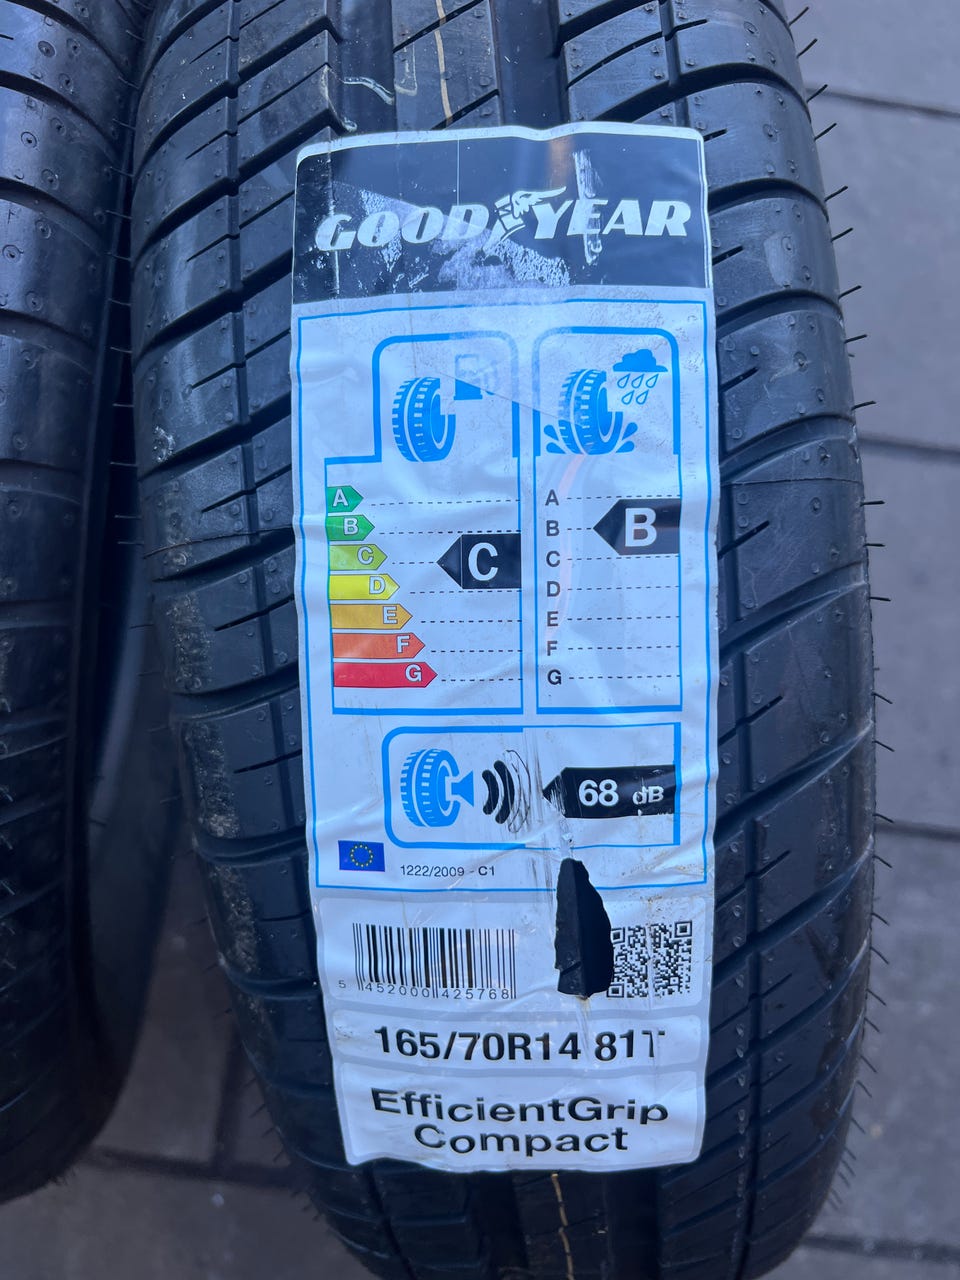 GOODYEAR
A
B
C
D
E
F
G
C
A
B
C
D
E
F
G
B
68 dB
1222/2009 - C1
5 452000 425768
165/70R14 81T
EfficientGrip
Compact